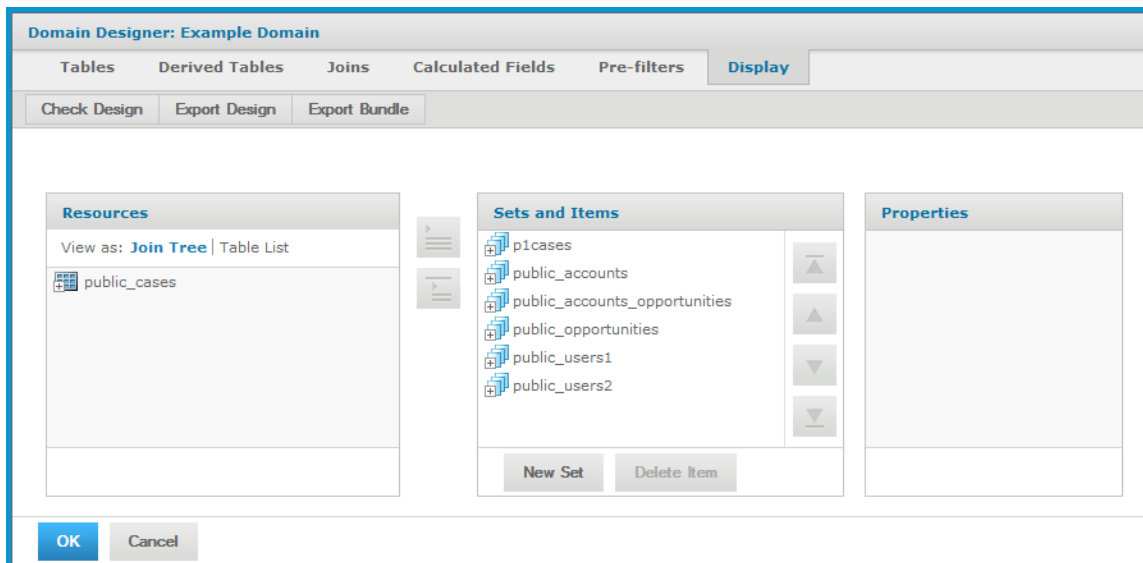 Domain Designer: Example Domain
Tables Derived Tables Joins Calculated Fields Pre-filters Display
Check Design Export Design Export Bundle
Resources
View as: Join Tree | Table List
public_cases
Sets and Items
p1cases
public_accounts
public_accounts_opportunities
public_opportunities
public_users1
public_users2
New Set Delete Item
Properties
OK Cancel